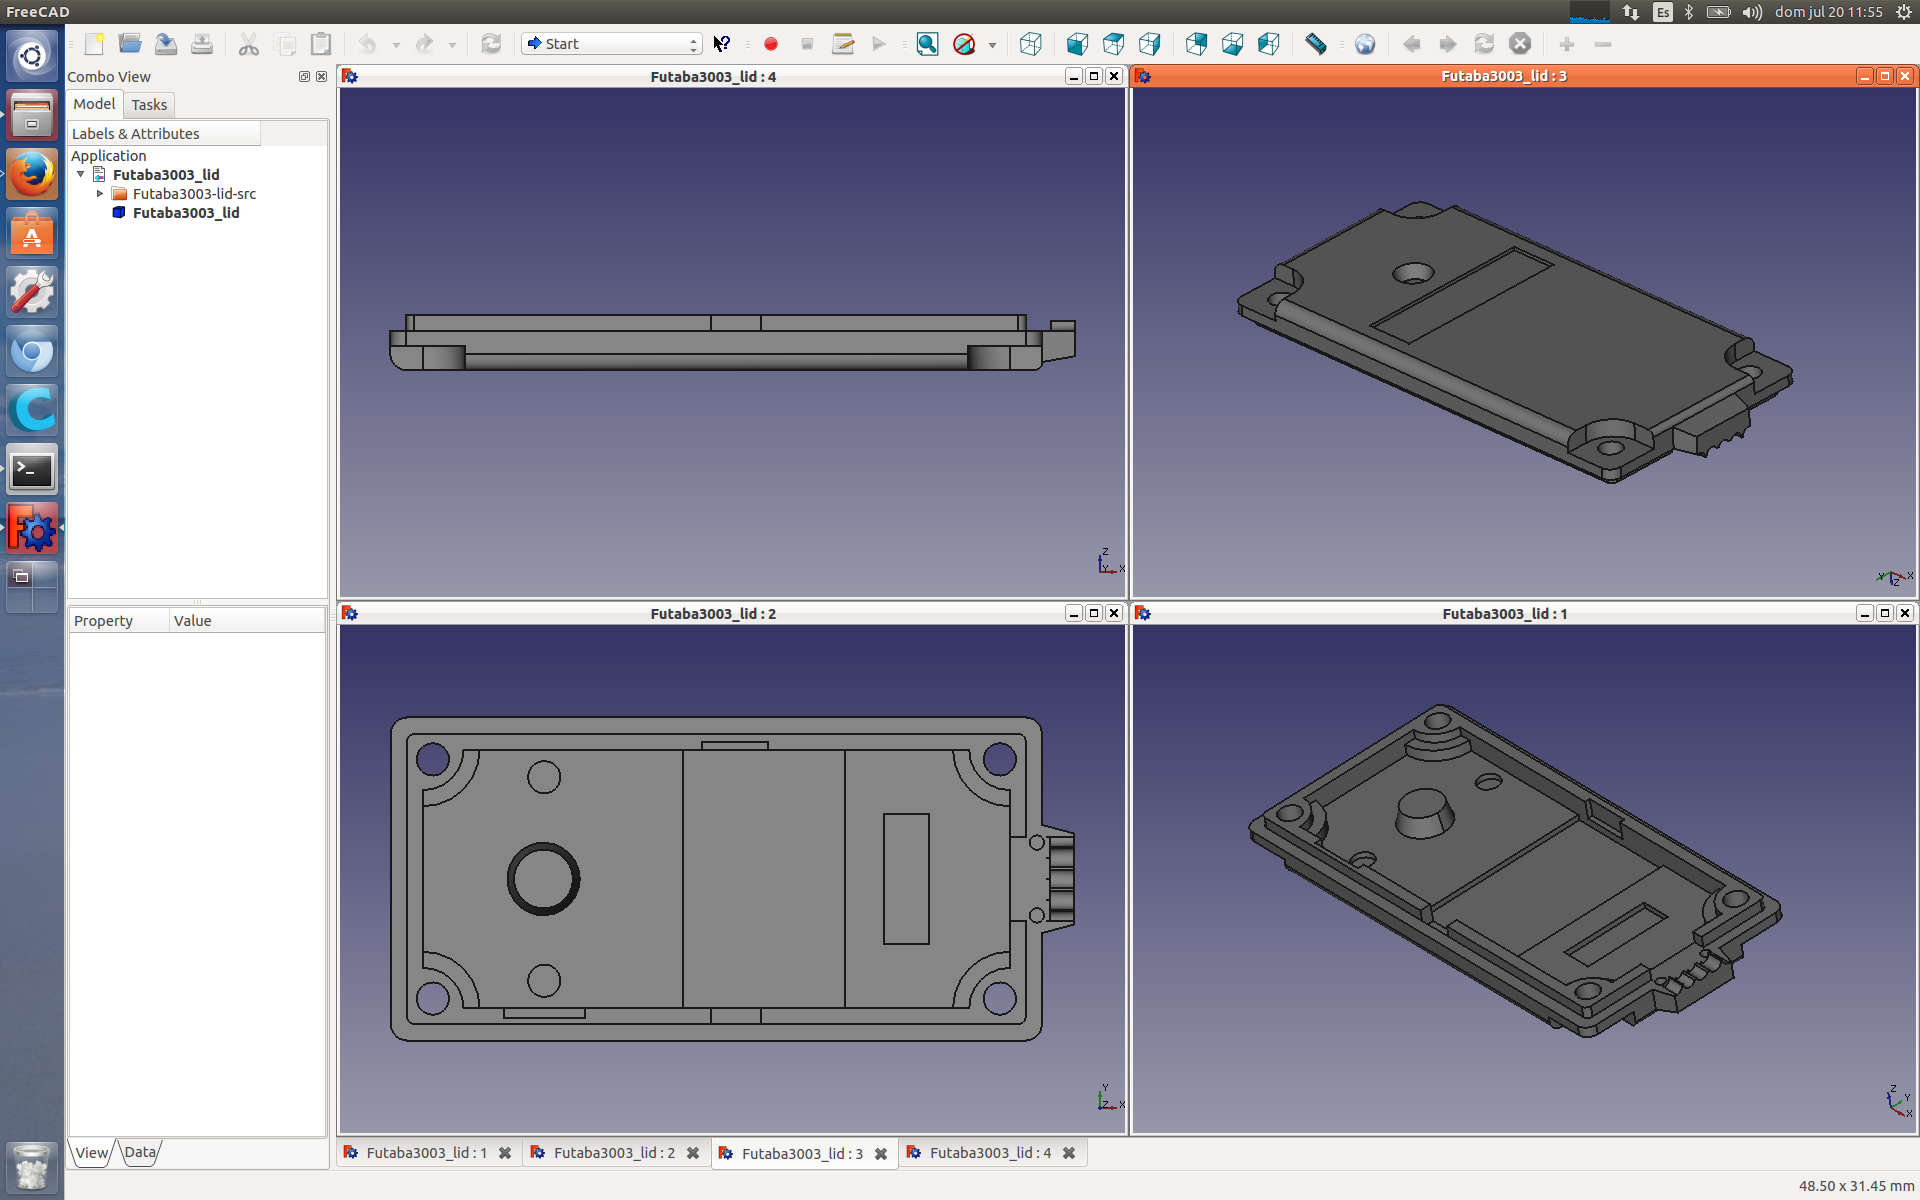 FreeCAD
Es
dom jul 20 11:55
Start
Combo View
Model
Tasks
Labels & Attributes
Application
Futaba3003_lid
Futaba3003-lid-src
Futaba3003_lid
Property
Value
View
Data
Futaba3003_lid : 4
Z
Y
X
Futaba3003_lid : 3
Y
Z
X
Futaba3003_lid : 2
Y
Z
X
Futaba3003_lid : 1
Z
Y
X
Futaba3003_lid : 1
Futaba3003_lid : 2
Futaba3003_lid : 3
Futaba3003_lid : 4
48.50 x 31.45 mm